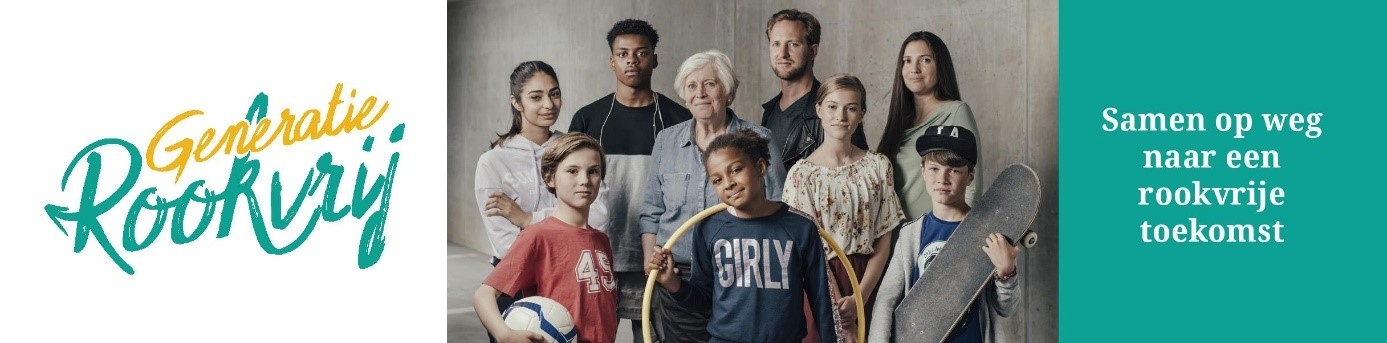 Generatie
Rookvrij
45
GIRLY
Samen op weg
naar een
rookvrije
toekomst